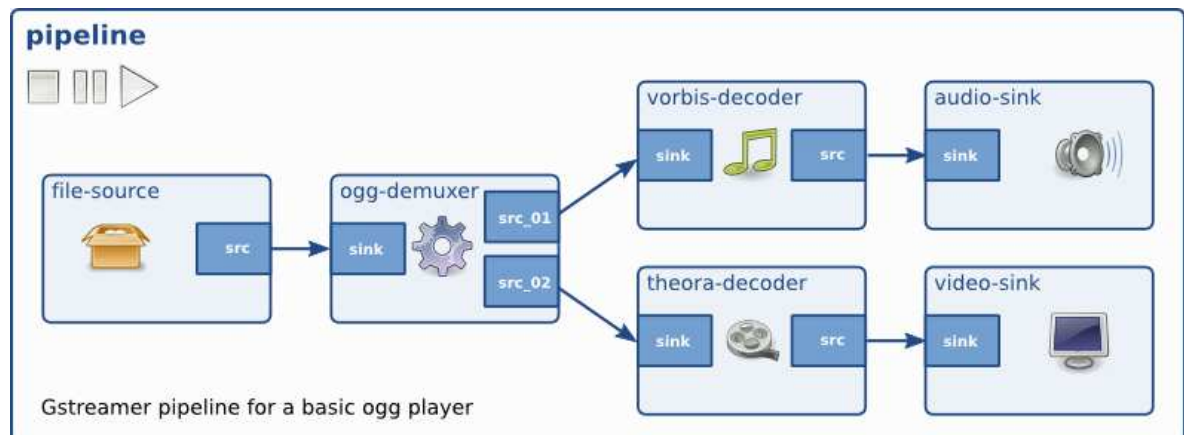 pipeline
file-source
src
ogg-demuxer
sink
src_01
src_02
vorbis-decoder
sink
src
audio-sink
sink
theora-decoder
sink
src
video-sink
sink
Gstreamer pipeline for a basic ogg player